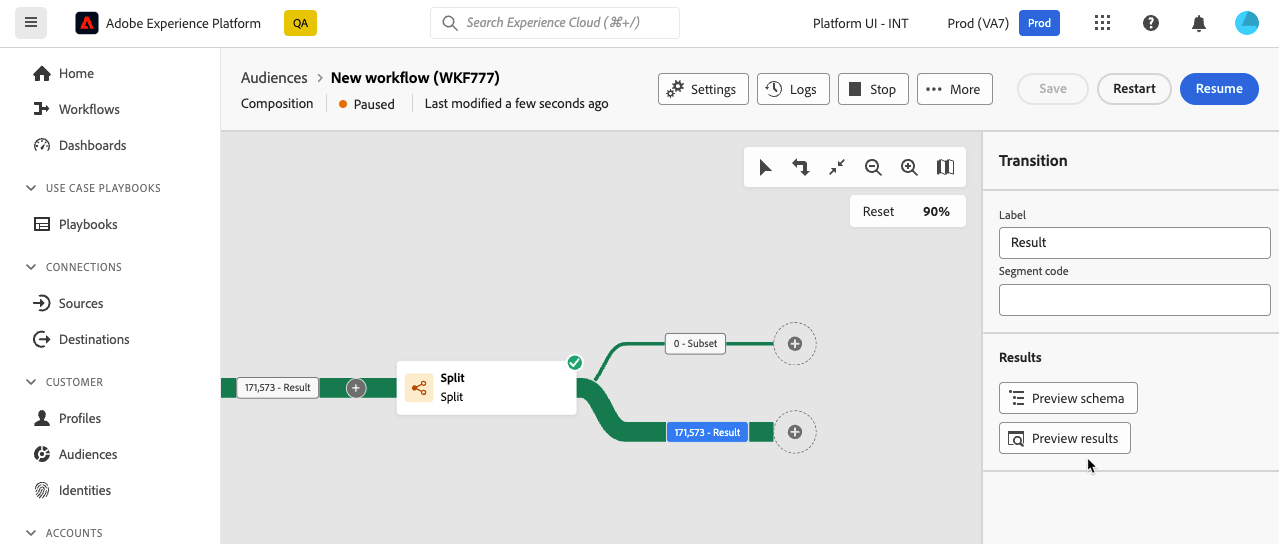 Adobe Experience Platform QA Search Experience Cloud (⌘+/) Platform UI - INT Prod (VA7) Prod
Home
Workflows
Dashboards
USE CASE PLAYBOOKS
Playbooks
CONNECTIONS
Sources
Destinations
CUSTOMER
Profiles
Audiences
Identities
ACCOUNTS
Audiences > New workflow (WKF777)
Composition Paused Last modified a few seconds ago
Settings Logs Stop More Save Restart Resume
Reset 90%
0 - Subset
171,573 - Result
Split
Split
171,573 - Result
Transition
Label
Result
Segment code
Results
Preview schema
Preview results